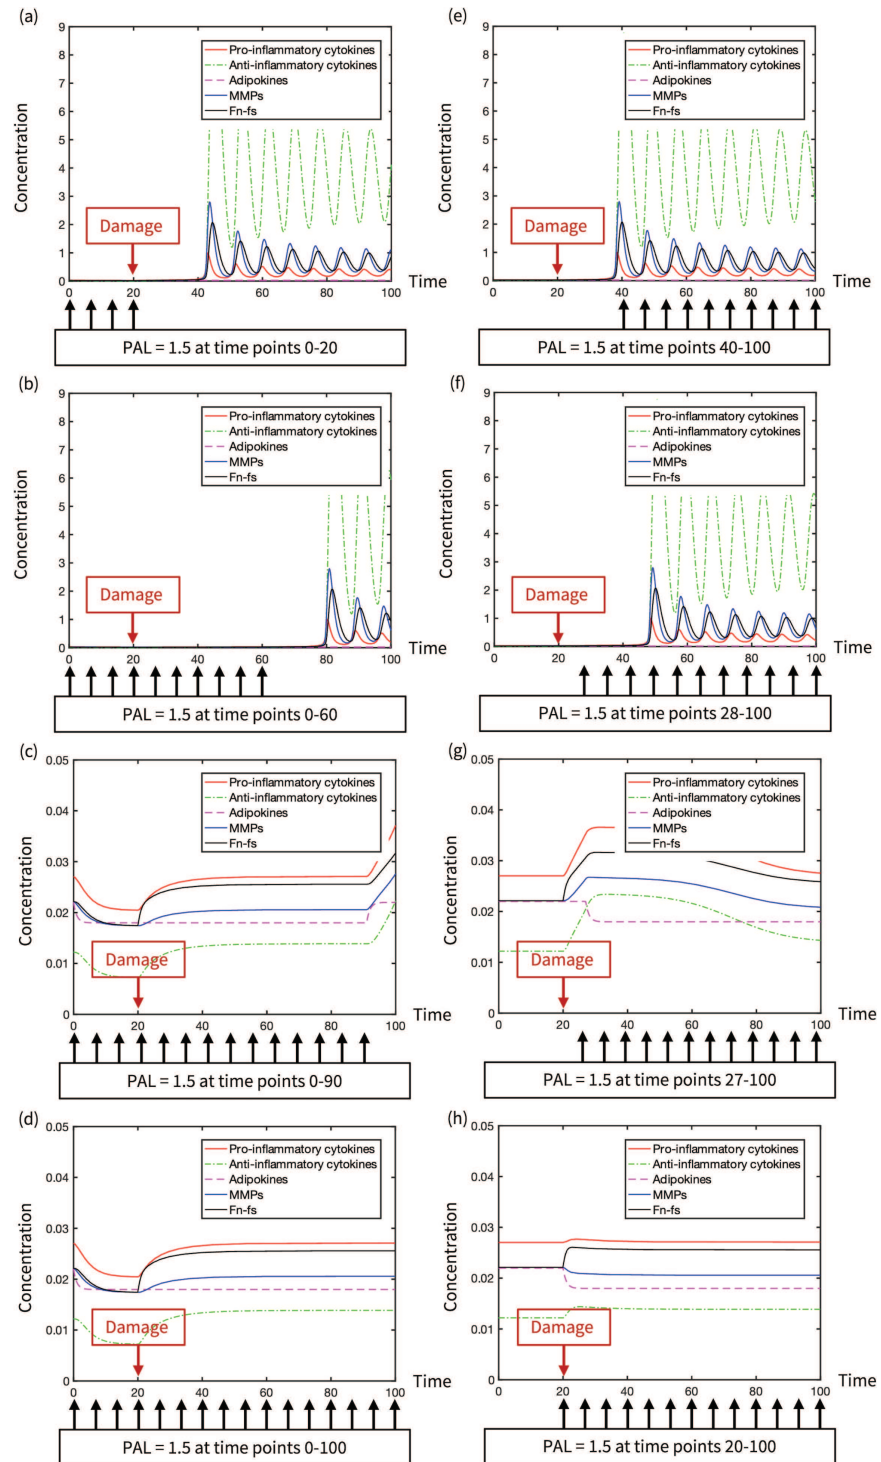 (a)
9
8
7
6
5
4
3
2
1
0
Concentration
Pro-inflammatory cytokines
Anti-inflammatory cytokines
Adipokines
MMPs
Fn-fs
Damage
0 20 40 60 80 100
Time
PAL = 1.5 at time points 0-20
(e)
9
8
7
6
5
4
3
2
1
0
Concentration
Pro-inflammatory cytokines
Anti-inflammatory cytokines
Adipokines
MMPs
Fn-fs
Damage
0 20 40 60 80 100
Time
PAL = 1.5 at time points 40-100
(b)
9
8
7
6
5
4
3
2
1
0
Concentration
Pro-inflammatory cytokines
Anti-inflammatory cytokines
Adipokines
MMPs
Fn-fs
Damage
0 20 40 60 80 100
Time
PAL = 1.5 at time points 0-60
(f)
9
8
7
6
5
4
3
2
1
0
Concentration
Pro-inflammatory cytokines
Anti-inflammatory cytokines
Adipokines
MMPs
Fn-fs
Damage
0 20 40 60 80 100
Time
PAL = 1.5 at time points 28-100
(c)
0.05
0.04
0.03
0.02
0.01
0
Concentration
Pro-inflammatory cytokines
Anti-inflammatory cytokines
Adipokines
MMPs
Fn-fs
Damage
0 20 40 60 80 100
Time
PAL = 1.5 at time points 0-90
(g)
0.05
0.04
0.03
0.02
0.01
0
Concentration
Pro-inflammatory cytokines
Anti-inflammatory cytokines
Adipokines
MMPs
Fn-fs
Damage
0 20 40 60 80 100
Time
PAL = 1.5 at time points 27-100
(d)
0.05
0.04
0.03
0.02
0.01
0
Concentration
Pro-inflammatory cytokines
Anti-inflammatory cytokines
Adipokines
MMPs
Fn-fs
Damage
0 20 40 60 80 100
Time
PAL = 1.5 at time points 0-100
(h)
0.05
0.04
0.03
0.02
0.01
0
Concentration
Pro-inflammatory cytokines
Anti-inflammatory cytokines
Adipokines
MMPs
Fn-fs
Damage
0 20 40 60 80 100
Time
PAL = 1.5 at time points 20-100